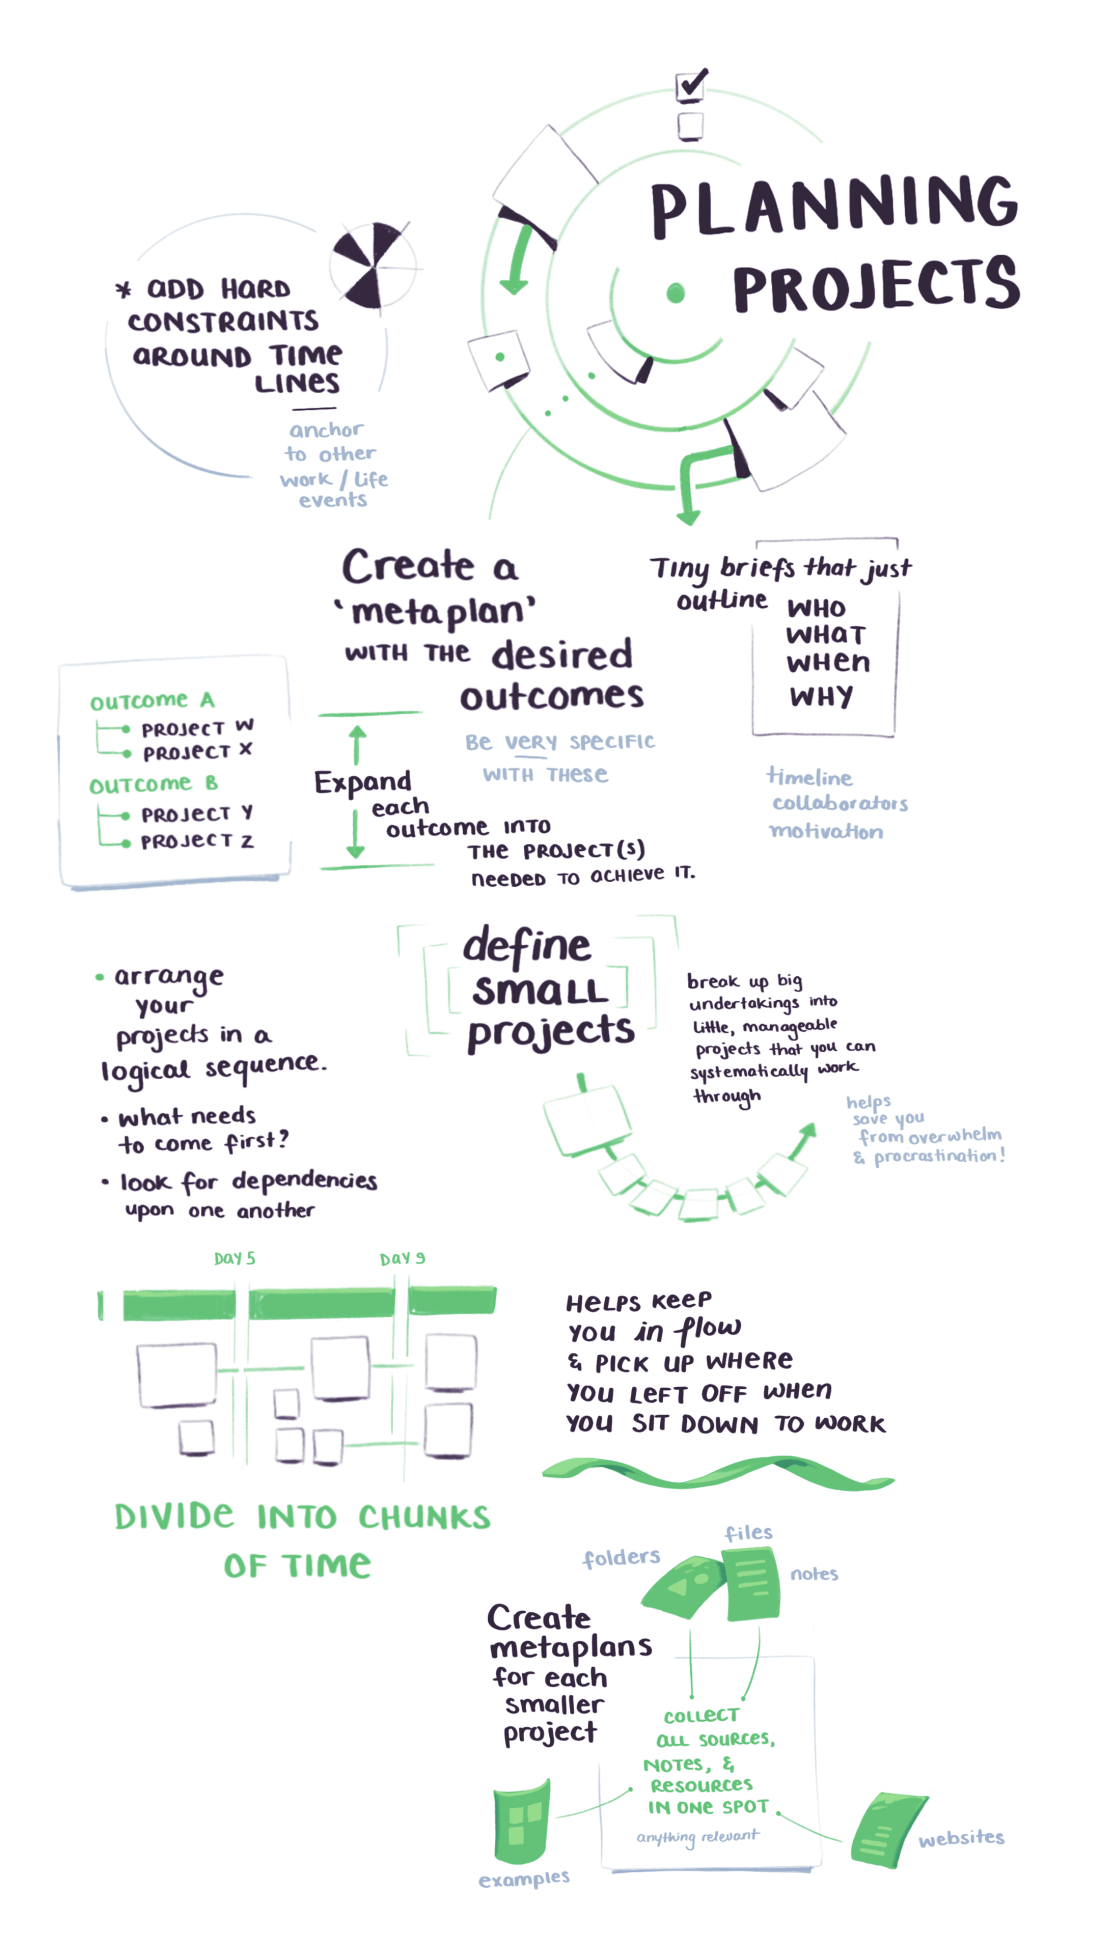 PLANNING
PROJECTS
* ADD HARD
CONSTRAINTS
AROUND TIME
LINES
anchor
to other
work / life
events
Create a
'metaplan'
WITH THE desired
outcomes
Be VERY SPECIFIC
WITH THESE
Tiny briefs that just
outline WHO
WHAT
WHEN
WHY
timeline
collaborators
motivation
OUTCOME A
PROJECT W
PROJECT X
OUTCOME B
PROJECT Y
PROJECT Z
Expand
each
outcome INTO
THE PROJECT(S)
NEEDED TO ACHIEVE IT.
define
SMALL
projects
break up big
undertakings into
little, manageable
projects that you can
systematically work
through
helps
save you
from overwhelm
& procrastination!
• arrange
your
projects in a
logical sequence.
• what needs
to come first?
• look for dependencies
upon one another
DAY 5
DAY 9
DIVIDE INTO CHUNKS
OF TIME
HELPS KEEP
YOU in flow
& PICK UP WHERE
YOU LEFT OFF WHEN
YOU SIT DOWN TO WORK
files
folders
notes
Create
metaplans
for each
smaller
project
COLLECT
ALL SOURCES,
NOTES, &
RESOURCES
IN ONE SPOT
anything relevant
websites
examples